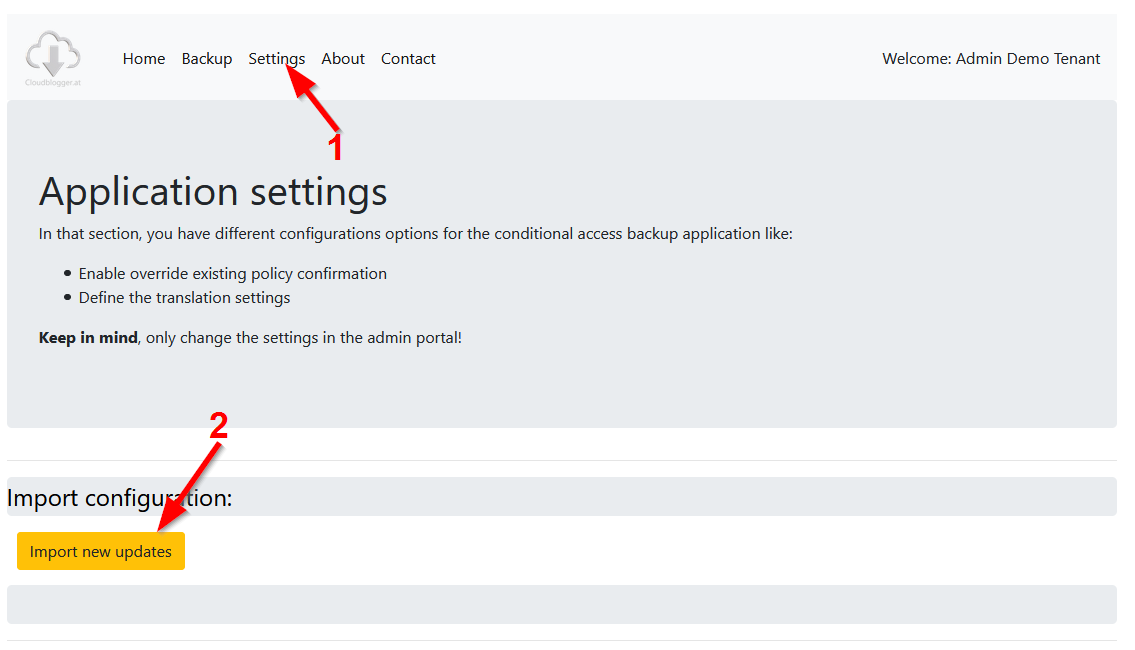 Home Backup Settings About Contact Welcome: Admin Demo Tenant
Cloudblogger.at
1
Application settings
In that section, you have different configurations options for the conditional access backup application like:
Enable override existing policy confirmation
Define the translation settings
Keep in mind, only change the settings in the admin portal!
2
Import configuration:
Import new updates